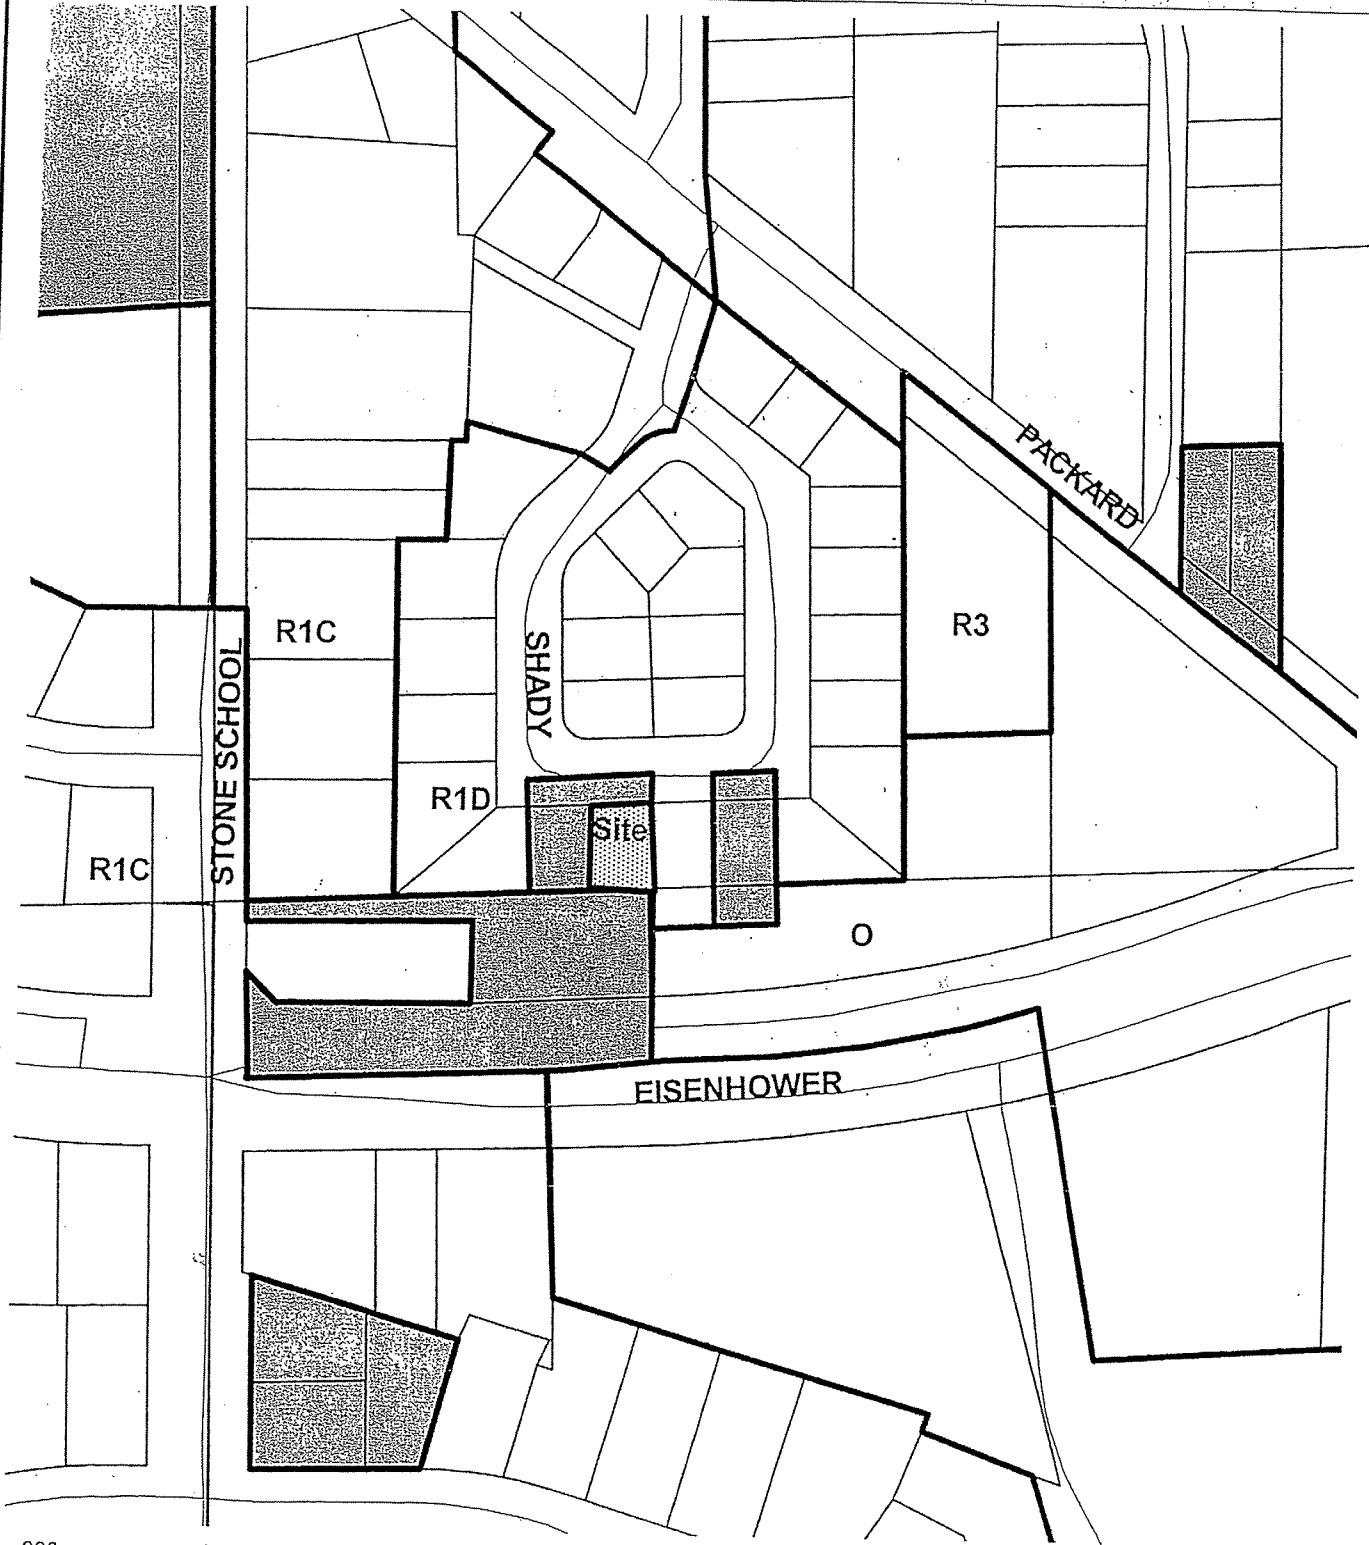 PACKARD
R1C
R3
SHADY
STONE SCHOOL
R1D
Site
R1C
O
EISENHOWER